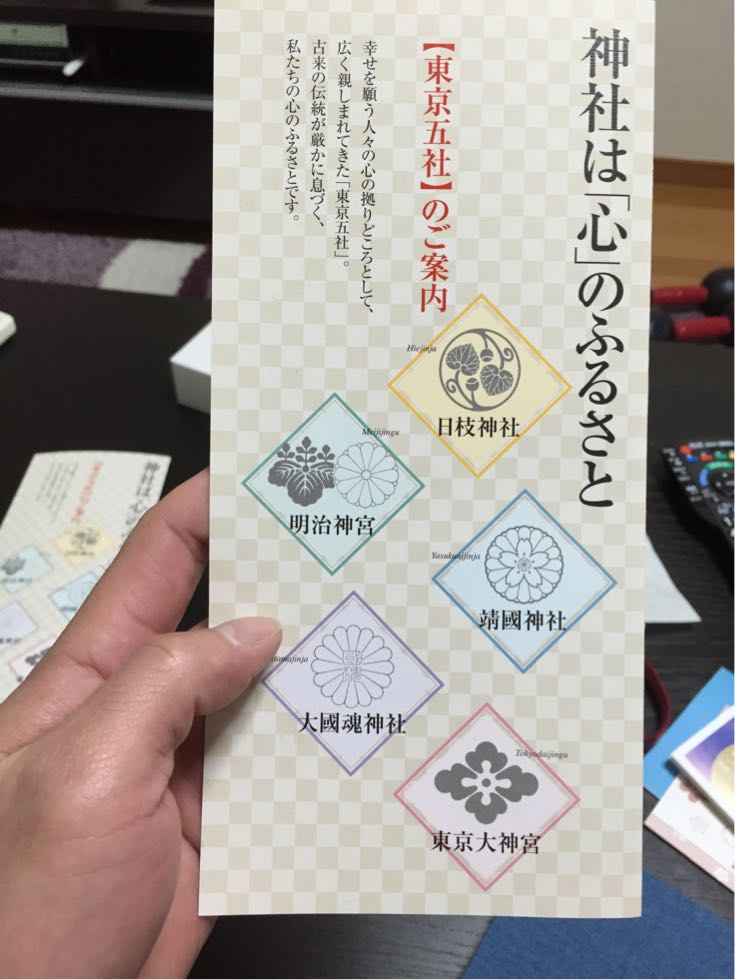 神社は「心」のふるさと
【東京五社】のご案内
幸せを願う人々の心の拠りどころとして、
広く親しまれてきた「東京五社」。
古来の伝統が厳かに息づく、
私たちの心のふるさとです。
Hiejinja
日枝神社
Meijijingu
明治神宮
Yasukunijinja
靖國神社
大國魂神社
Tokyodaijingu
東京大神宮